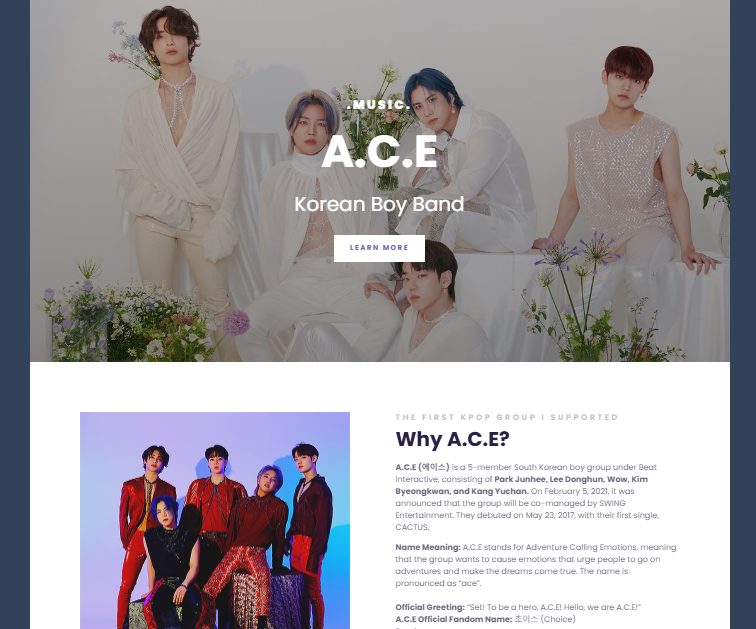 .MUSIC.
A.C.E
Korean Boy Band
LEARN MORE
THE FIRST KPOP GROUP I SUPPORTED
Why A.C.E?
A.C.E (에이스) is a 5-member South Korean boy group under Beat
Interactive, consisting of Park Junhee, Lee Donghun, Wow, Kim
Byeongkwan, and Kang Yuchan. On February 5, 2021, it was
announced that the group will be co-managed by SWING
Entertainment. They debuted on May 23, 2017, with their first single,
CACTUS.
Name Meaning: A.C.E stands for Adventure Calling Emotions, meaning
that the group wants to cause emotions that urge people to go on
adventures and make the dreams come true. The name is
pronounced as “ace”.
Official Greeting: “Set! To be a hero, A.C.E! Hello, we are A.C.E!”
A.C.E Official Fandom Name: 초이스 (Choice)